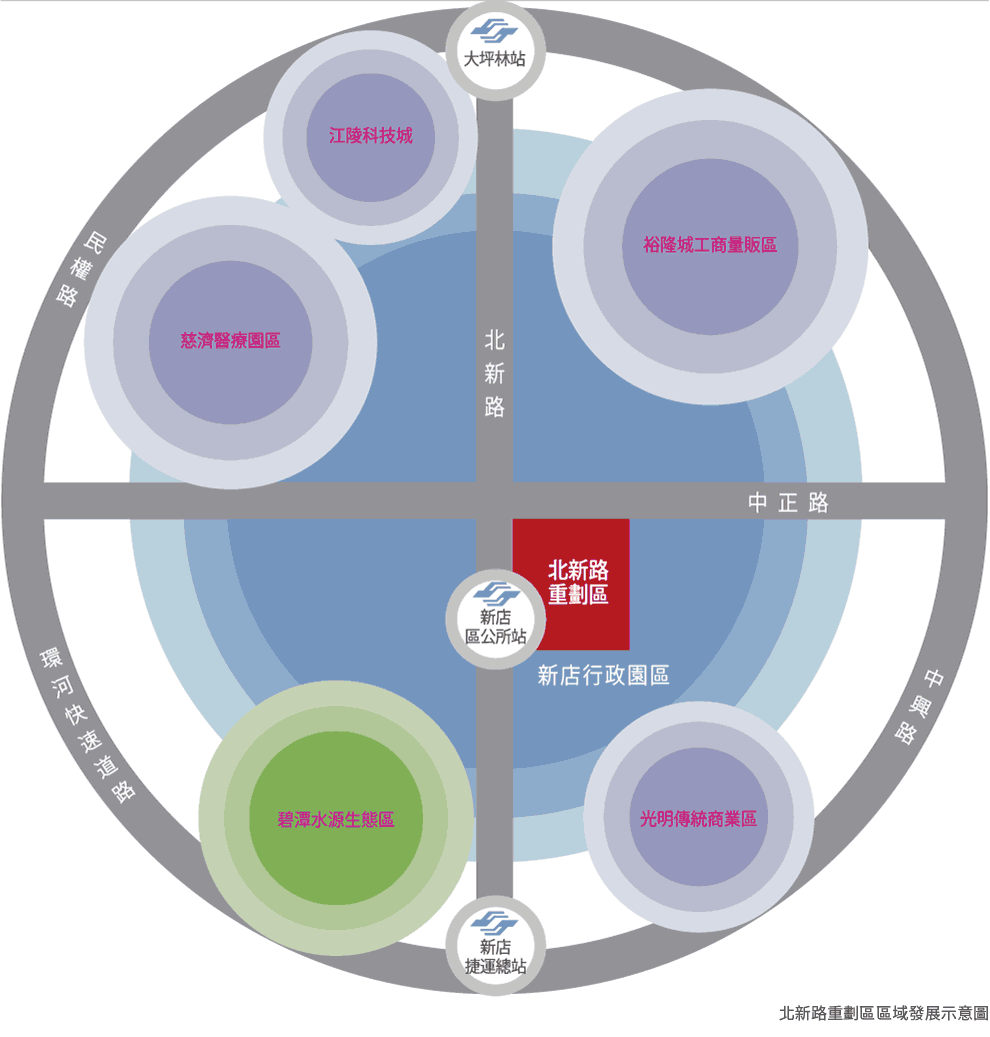 大坪林站
江陵科技城
裕隆城工商量販區
民權路
慈濟醫療園區
北新路
中正路
北新路
重劃區
新店
區公所站
新店行政園區
環河快速道路
中興路
碧潭水源生態區
光明傳統商業區
新店
捷運總站
北新路重劃區區域發展示意圖